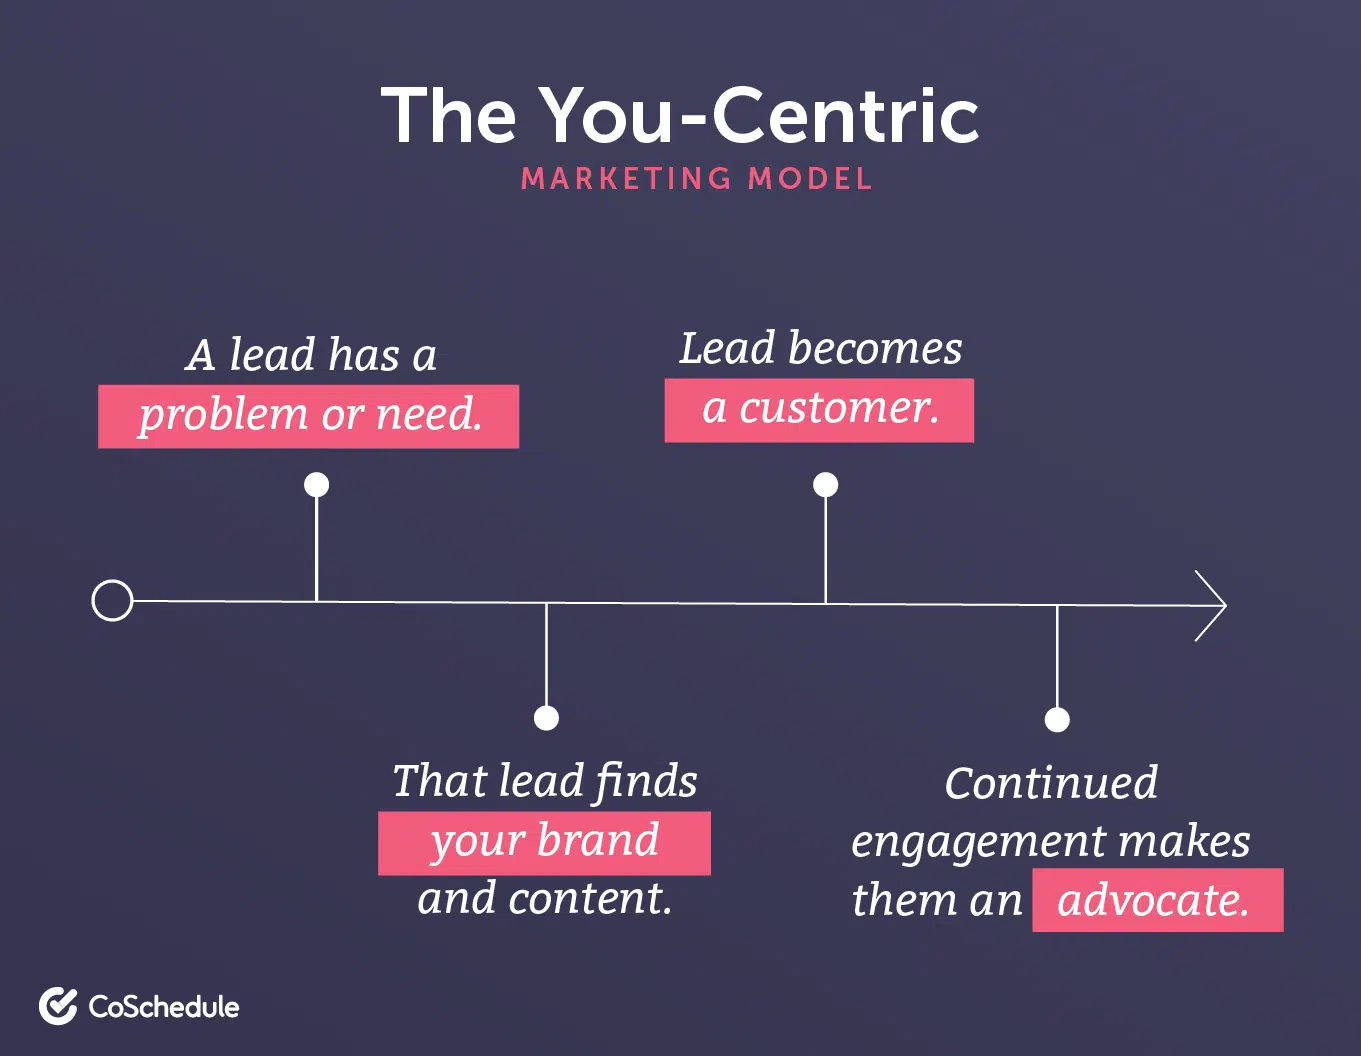 The You-Centric
MARKETING MODEL
A lead has a
problem or need.
Lead becomes
a customer.
That lead finds
your brand
and content.
Continued
engagement makes
them an advocate.
CoSchedule